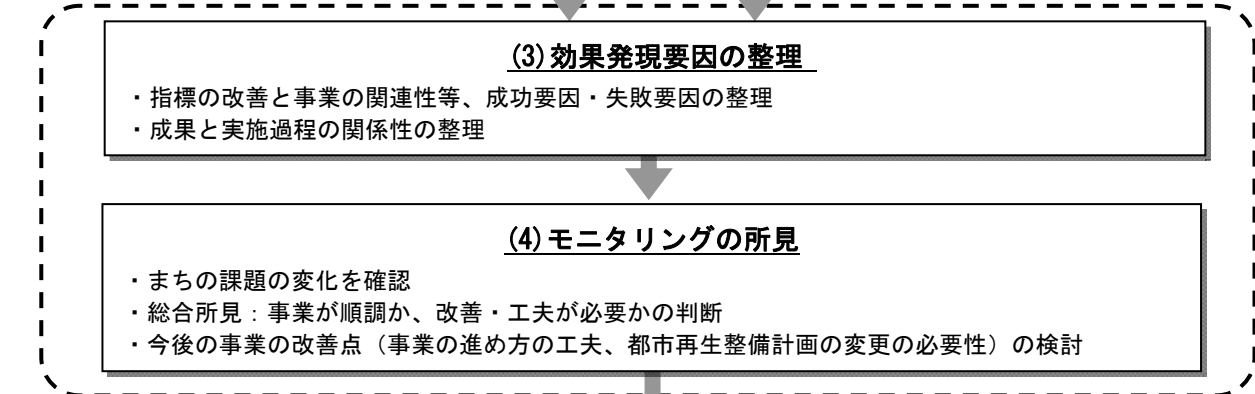 (3)効果発現要因の整理
・指標の改善と事業の関連性等、成功要因・失敗要因の整理
・成果と実施過程の関係性の整理
(4)モニタリングの所見
・まちの課題の変化を確認
・総合所見：事業が順調か、改善・工夫が必要かの判断
・今後の事業の改善点（事業の進め方の工夫、都市再生整備計画の変更の必要性）の検討